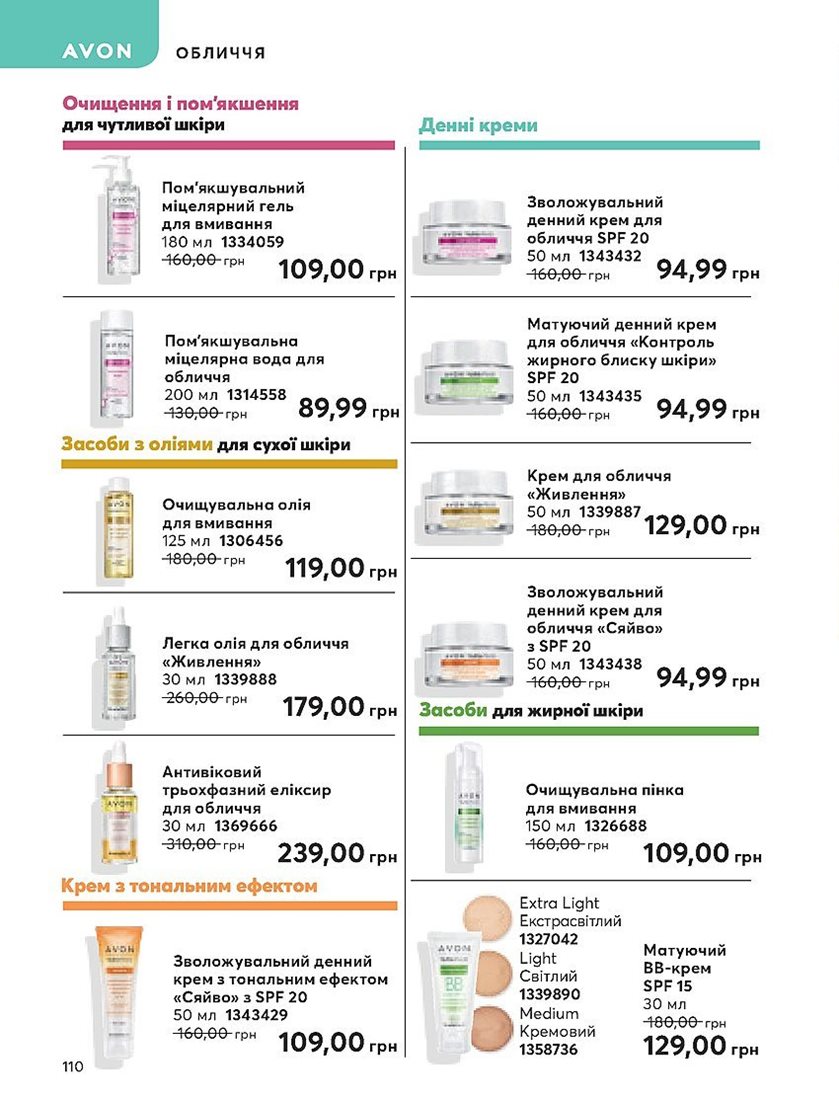 AVON
ОБЛИЧЧЯ
Очищення і пом'якшення
для чутливої шкіри
Пом'якшувальний
міцелярний гель
для вмивання
180 мл 1334059
160,00 грн
109,00 грн
Пом'якшувальна
міцелярна вода для
обличчя
200 мл 1314558
130,00 грн
89,99 грн
Засоби з оліями для сухої шкіри
Очищувальна олія
для вмивання
125 мл 1306456
180,00 грн
119,00 грн
Легка олія для обличчя
«Живлення»
30 мл 1339888
260,00 грн
179,00 грн
Антивіковий
трьохфазний еліксир
для обличчя
30 мл 1369666
310,00 грн
239,00 грн
Крем з тональним ефектом
AVON
Зволожувальний денний
крем з тональним ефектом
«Сяйво» з SPF 20
50 мл 1343429
160,00 грн
109,00 грн
110
Денні креми
Зволожувальний
денний крем для
обличчя SPF 20
50 мл 1343432
160,00 грн
94,99 грн
Матуючий денний крем
для обличчя «Контроль
жирного блиску шкіри»
SPF 20
50 мл 1343435
160,00 грн
94,99 грн
Крем для обличчя
«Живлення»
50 мл 1339887
180,00 грн
129,00 грн
Зволожувальний
денний крем для
обличчя «Сяйво»
з SPF 20
50 мл 1343438
160,00 грн
94,99 грн
Засоби для жирної шкіри
Очищувальна пінка
для вмивання
150 мл 1326688
160,00 грн
109,00 грн
AVON
BB
Extra Light
Екстрасвітлий
1327042
Light
Світлий
1339890
Medium
Кремовий
1358736
Матуючий
ВВ-крем
SPF 15
30 мл
180,00 грн
129,00 грн